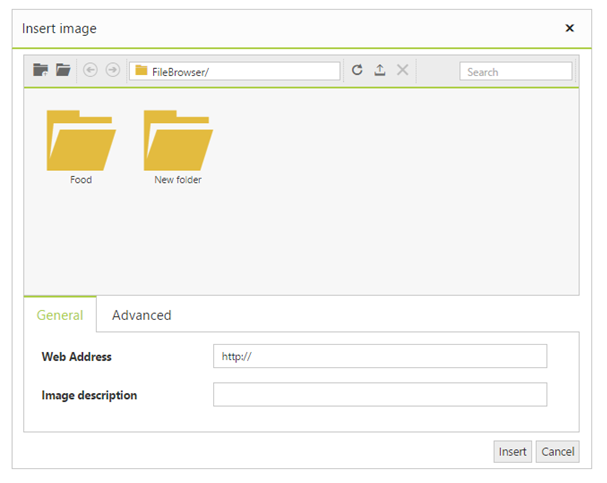 Insert image
FileBrowser/
Search
Food
New folder
General
Advanced
Web Address
http://
Image description
Insert
Cancel